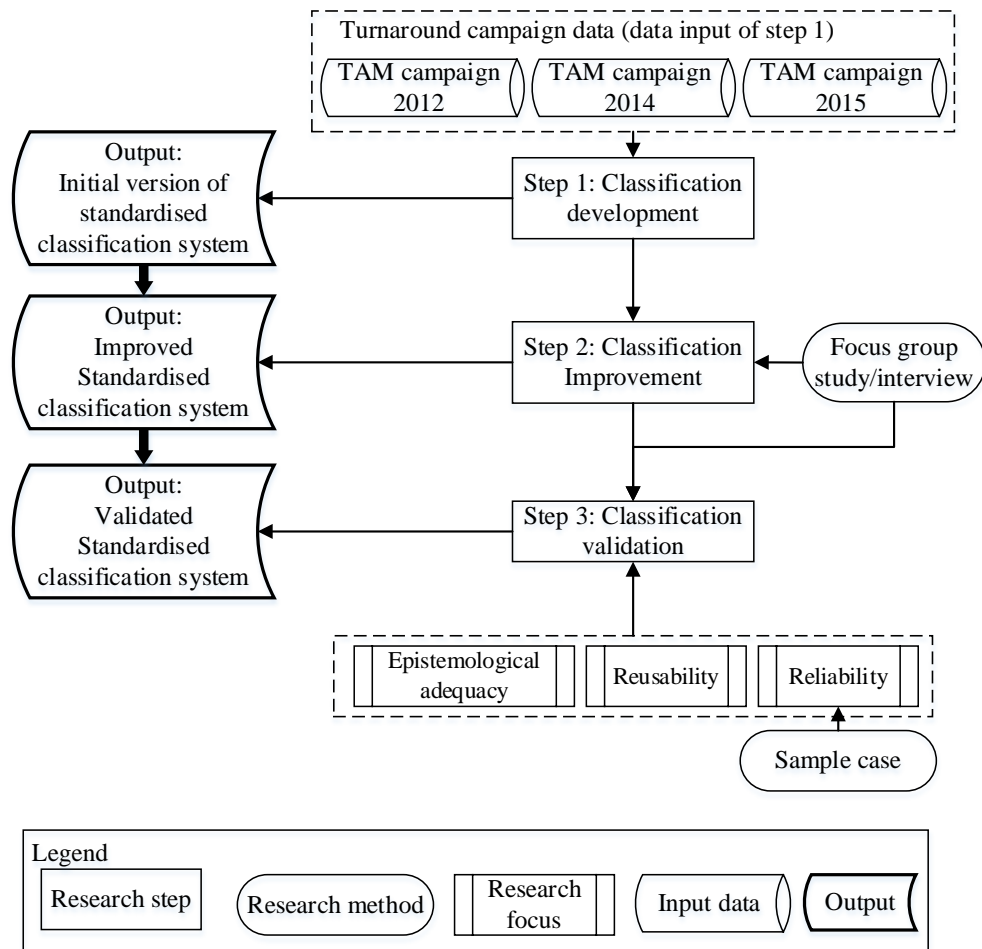 Turnaround campaign data (data input of step 1)
TAM campaign
2012
TAM campaign
2014
TAM campaign
2015
Output:
Initial version of
standardised
classification system
Step 1: Classification
development
Output:
Improved
Standardised
classification system
Step 2: Classification
Improvement
Focus group
study/interview
Output:
Validated
Standardised
classification system
Step 3: Classification
validation
Epistemological
adequacy
Reusability
Reliability
Sample case
Legend
Research step
Research method
Research
focus
Input data
Output